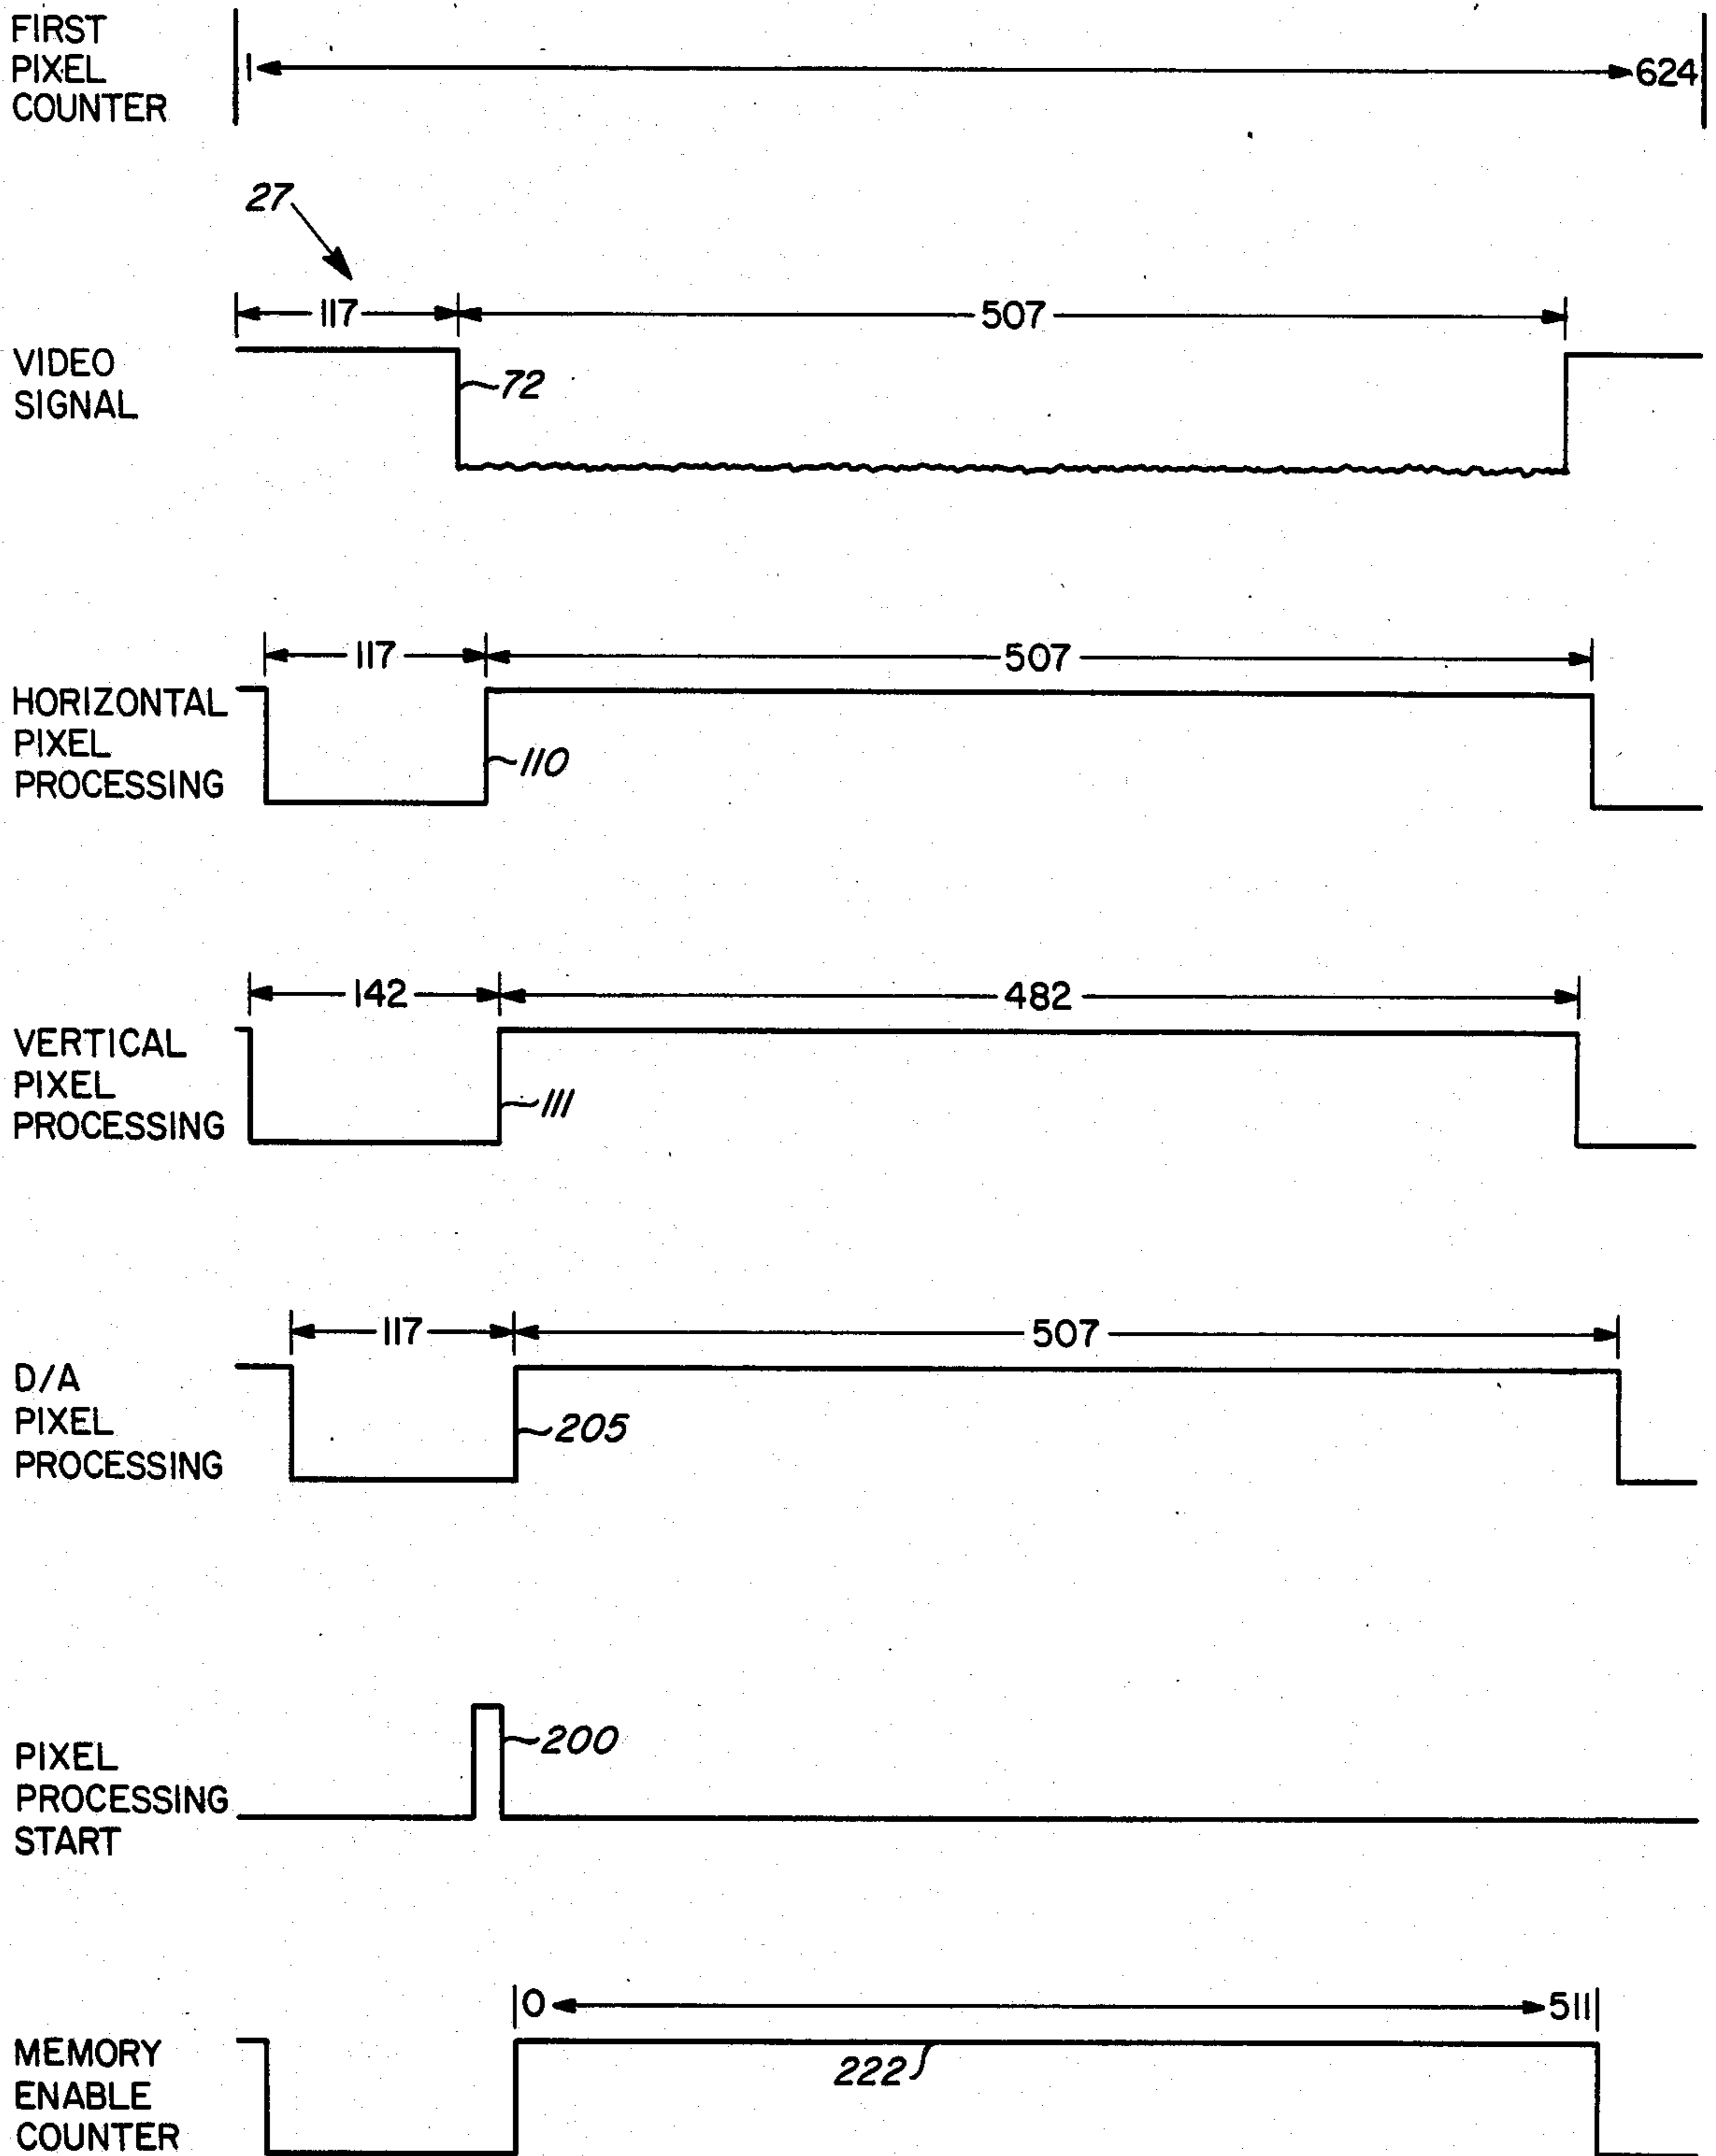 FIRST
PIXEL
COUNTER
1 624
27
117 507
VIDEO
SIGNAL
72
117 507
HORIZONTAL
PIXEL
PROCESSING
110
142 482
VERTICAL
PIXEL
PROCESSING
111
117 507
D/A
PIXEL
PROCESSING
205
200
PIXEL
PROCESSING
START
0 511
MEMORY
ENABLE
COUNTER
222